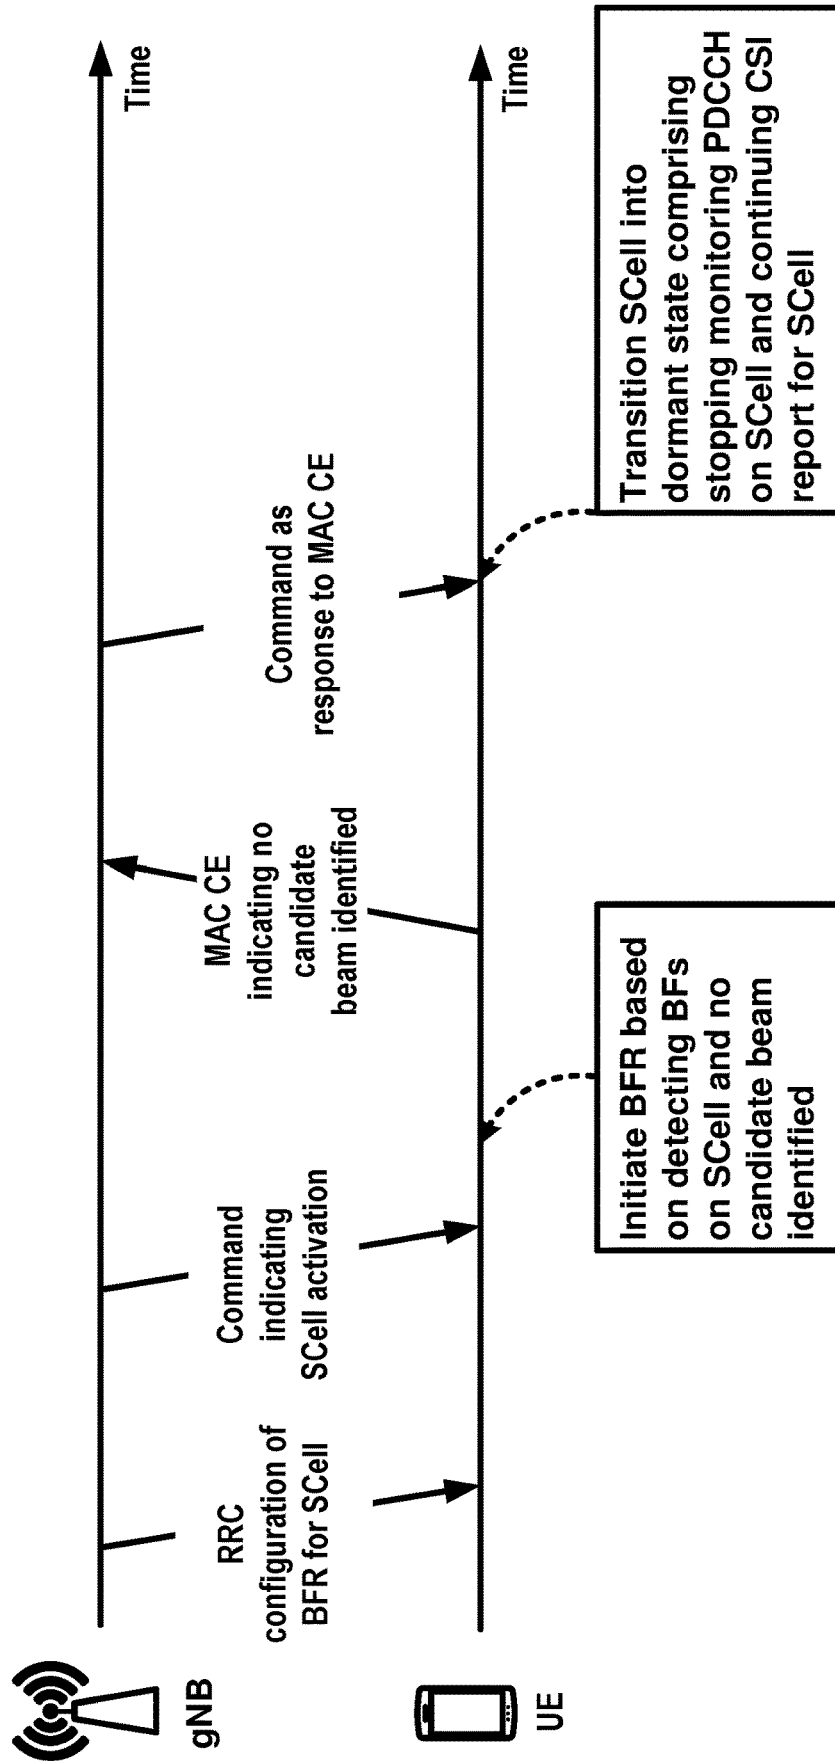 gNB
RRC
configuration of
BFR for SCell
Command
indicating
SCell activation
MAC CE
indicating no
candidate
beam identified
Command as
response to MAC CE
Time
UE
Time
Initiate BFR based
on detecting BFs
on SCell and no
candidate beam
identified
Transition SCell into
dormant state comprising
stopping monitoring PDCCH
on SCell and continuing CSI
report for SCell